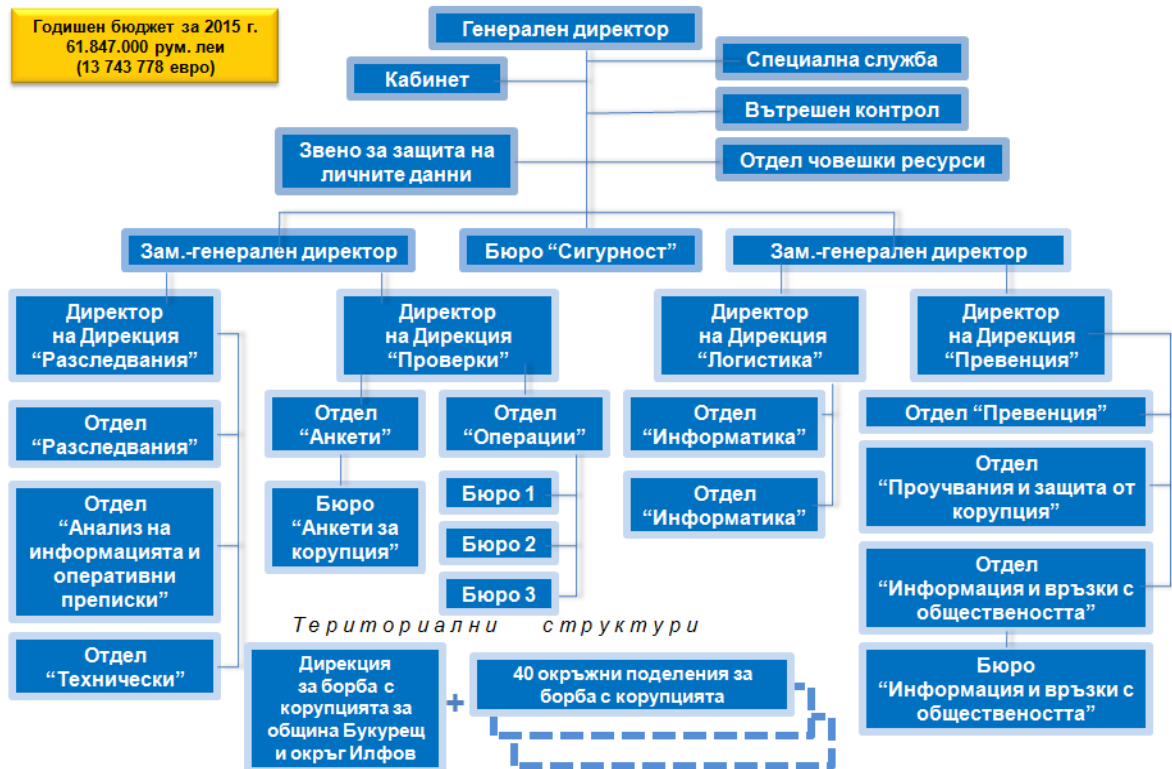 Годишен бюджет за 2015 г.
61.847.000 рум. леи
(13 743 778 евро)
Генерален директор
Кабинет
Специална служба
Вътрешен контрол
Звено за защита на
личните данни
Отдел човешки ресурси
Зам.-генерален директор
Бюро “Сигурност”
Зам.-генерален директор
Директор
на Дирекция
“Разследвания”
Директор
на Дирекция
“Проверки”
Директор
на Дирекция
“Логистика”
Директор
на Дирекция
“Превенция”
Отдел
“Разследвания”
Отдел
“Анализ на
информацията и
оперативни
преписки”
Отдел
“Технически”
Отдел
“Анкети”
Бюро
“Анкети за
корупция”
Отдел
“Операции”
Бюро 1
Бюро 2
Бюро 3
Отдел
“Информатика”
Отдел
“Информатика”
Отдел “Превенция”
Отдел
“Проучвания и защита от
корупция”
Отдел
“Информация и връзки с
обществеността”
Бюро
“Информация и връзки с
обществеността”
Териториални структури
Дирекция
за борба с
корупцията за
община Букурещ
и окръг Илфов
+
40 окръжни поделения за
борба с корупцията